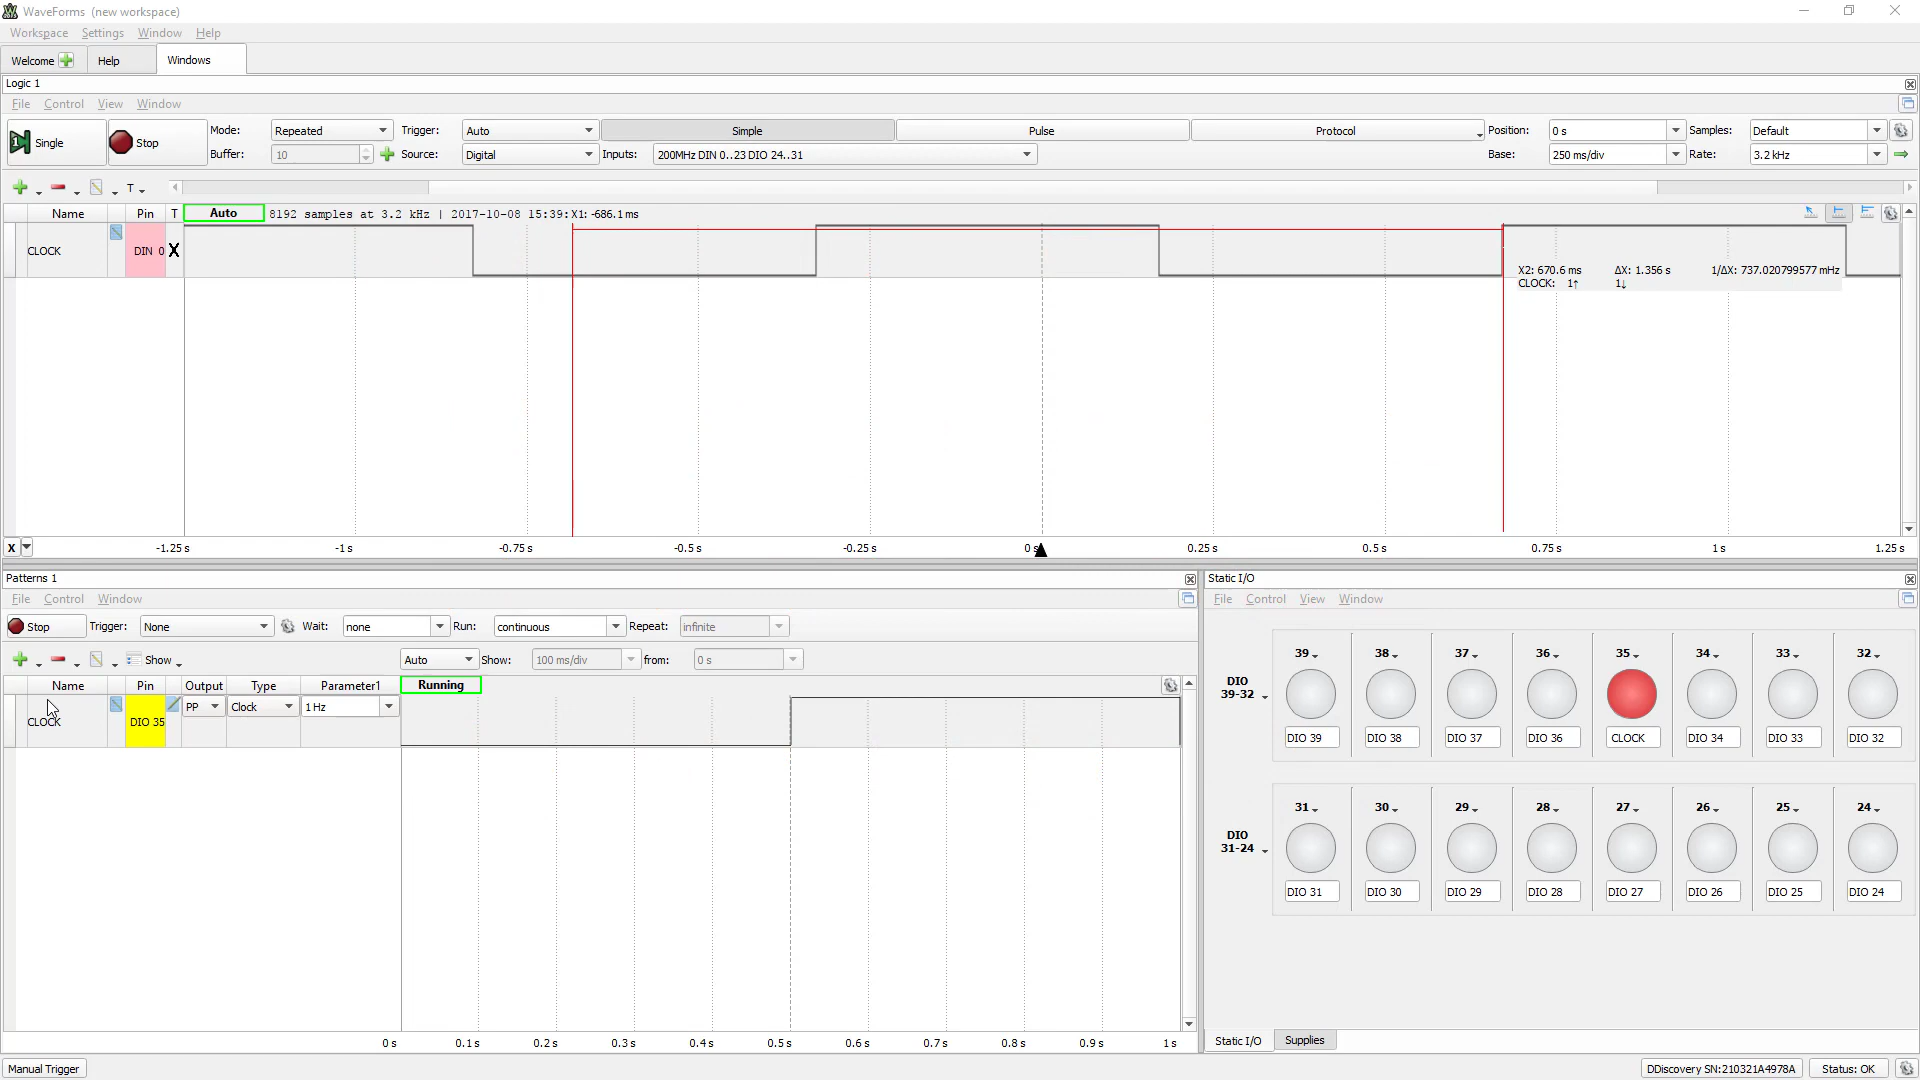 WaveForms (new workspace)
Workspace Settings Window Help
Welcome Help Windows
Logic 1
File Control View Window
Single Stop Mode: Repeated Trigger: Auto Simple Pulse Protocol Position: 0 s Samples: Default
Buffer: 10 Source: Digital Inputs: 200MHz DIN 0..23 DIO 24..31 Base: 250 ms/div Rate: 3.2 kHz
T
Name Pin T Auto 8192 samples at 3.2 kHz | 2017-10-08 15:39: X1: -686.1 ms
CLOCK DIN 0 X
X2: 670.6 ms ΔX: 1.356 s 1/ΔX: 737.020799577 mHz
CLOCK: 1↑ 1↓
X -1.25 s -1 s -0.75 s -0.5 s -0.25 s 0 s 0.25 s 0.5 s 0.75 s 1 s 1.25 s
Patterns 1
File Control Window
Stop Trigger: None Wait: none Run: continuous Repeat: infinite
Show Auto Show: 100 ms/div from: 0 s
Name Pin Output Type Parameter1 Running
PP Clock 1 Hz
CLOCK DIO 35
0 s 0.1 s 0.2 s 0.3 s 0.4 s 0.5 s 0.6 s 0.7 s 0.8 s 0.9 s 1 s
Static I/O
File Control View Window
39 38 37 36 35 34 33 32
DIO
39-32
DIO 39 DIO 38 DIO 37 DIO 36 CLOCK DIO 34 DIO 33 DIO 32
31 30 29 28 27 26 25 24
DIO
31-24
DIO 31 DIO 30 DIO 29 DIO 28 DIO 27 DIO 26 DIO 25 DIO 24
Static I/O Supplies
Manual Trigger DDiscovery SN:210321A4978A Status: OK